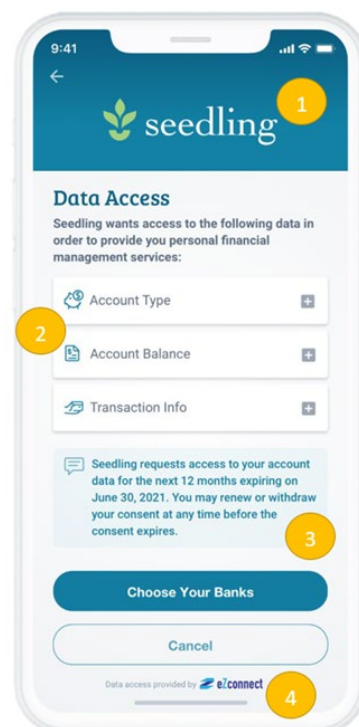 9:41
1
seedling
Data Access
Seedling wants access to the following data in
order to provide you personal financial
management services:
Account Type
2
Account Balance
Transaction Info
Seedling requests access to your account
data for the next 12 months expiring on
June 30, 2021. You may renew or withdraw
your consent at any time before the
consent expires.
3
Choose Your Banks
Cancel
Data access provided by eZconnect
4